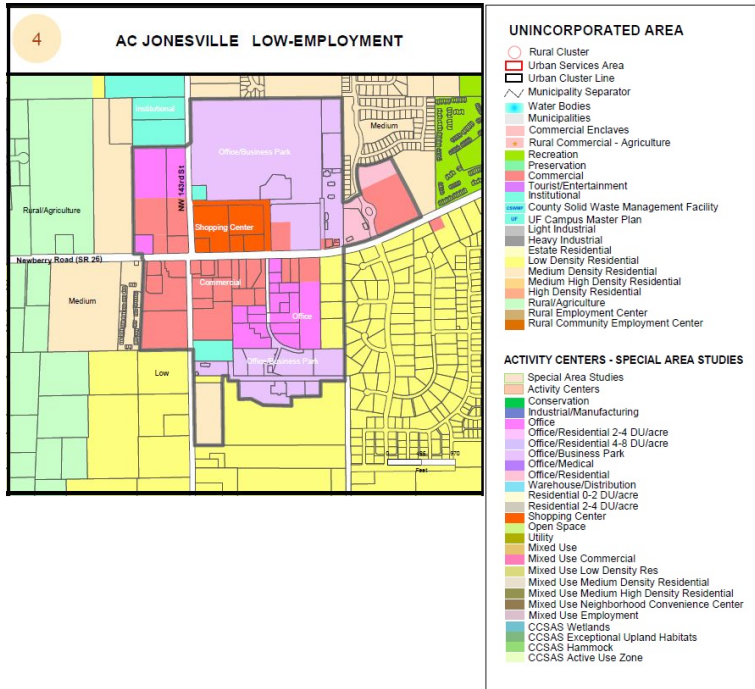 4
AC JONESVILLE LOW-EMPLOYMENT
Institutional
Medium
Office/Business Park
NW 143rd St
Rural/Agriculture
Shopping Center
Newberry Road (SR 26)
Commercial
Medium
Office
Office/Business Park
Low
0 485 970
Feet
UNINCORPORATED AREA
Rural Cluster
Urban Services Area
Urban Cluster Line
Municipality Separator
Water Bodies
Municipalities
Commercial Enclaves
Rural Commercial - Agriculture
Recreation
Preservation
Commercial
Tourist/Entertainment
Institutional
CSWMF County Solid Waste Management Facility
UF UF Campus Master Plan
Light Industrial
Heavy Industrial
Estate Residential
Low Density Residential
Medium Density Residential
Medium High Density Residential
High Density Residential
Rural/Agriculture
Rural Employment Center
Rural Community Employment Center
ACTIVITY CENTERS - SPECIAL AREA STUDIES
Special Area Studies
Activity Centers
Conservation
Industrial/Manufacturing
Office
Office/Residential 2-4 DU/acre
Office/Residential 4-8 DU/acre
Office/Business Park
Office/Medical
Office/Residential
Warehouse/Distribution
Residential 0-2 DU/acre
Residential 2-4 DU/acre
Shopping Center
Open Space
Utility
Mixed Use
Mixed Use Commercial
Mixed Use Low Density Res
Mixed Use Medium Density Residential
Mixed Use Medium High Density Residential
Mixed Use Neighborhood Convenience Center
Mixed Use Employment
CCSAS Wetlands
CCSAS Exceptional Upland Habitats
CCSAS Hammock
CCSAS Active Use Zone